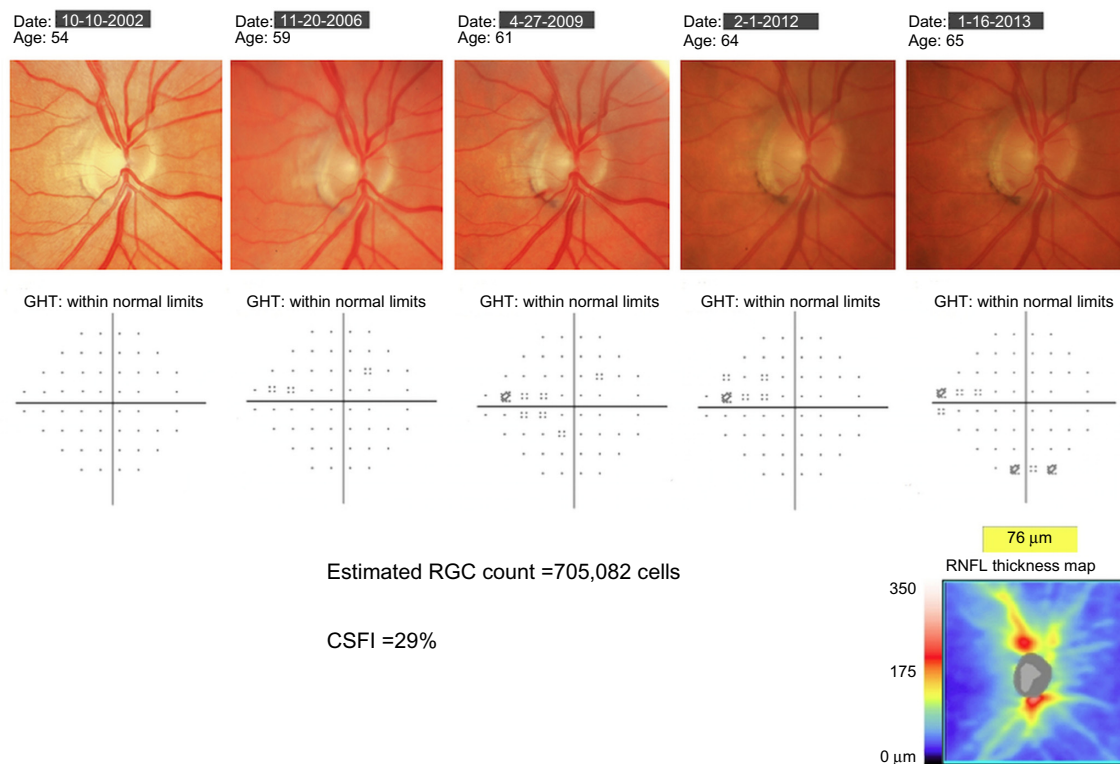 Date: 10-10-2002
Age: 54
Date: 11-20-2006
Age: 59
Date: 4-27-2009
Age: 61
Date: 2-1-2012
Age: 64
Date: 1-16-2013
Age: 65
GHT: within normal limits
GHT: within normal limits
GHT: within normal limits
GHT: within normal limits
GHT: within normal limits
Estimated RGC count =705,082 cells
CSFI =29%
76 μm
RNFL thickness map
350
175
0 μm